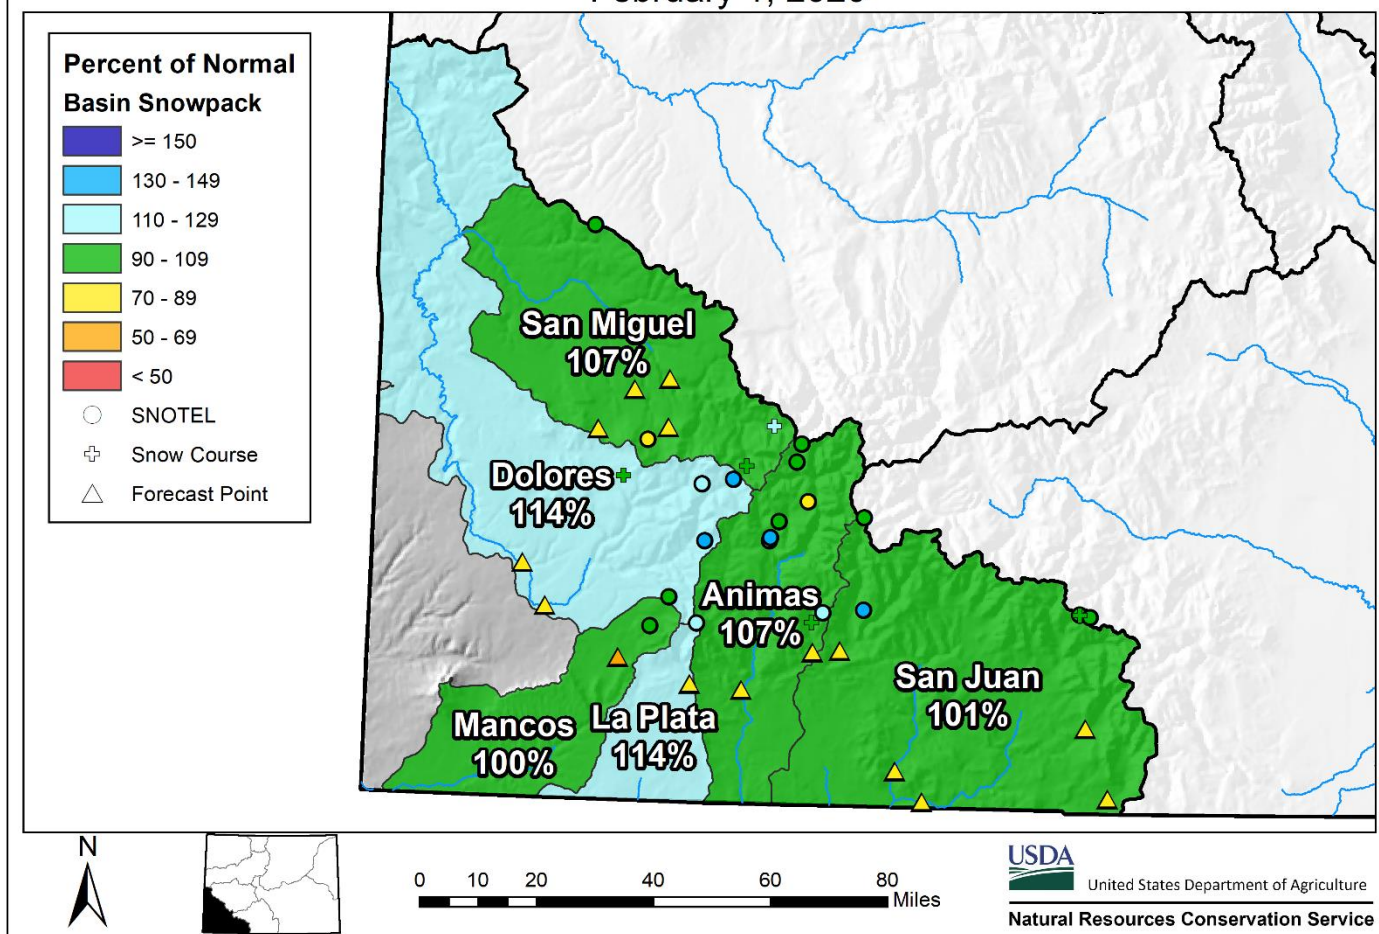 Percent of Normal
Basin Snowpack
>= 150
130 - 149
110 - 129
90 - 109
70 - 89
50 - 69
< 50
SNOTEL
Snow Course
Forecast Point
San Miguel
107%
Dolores
114%
Animas
107%
San Juan
101%
Mancos
100%
La Plata
114%
N
0 10 20 40 60 80
Miles
USDA
United States Department of Agriculture
Natural Resources Conservation Service